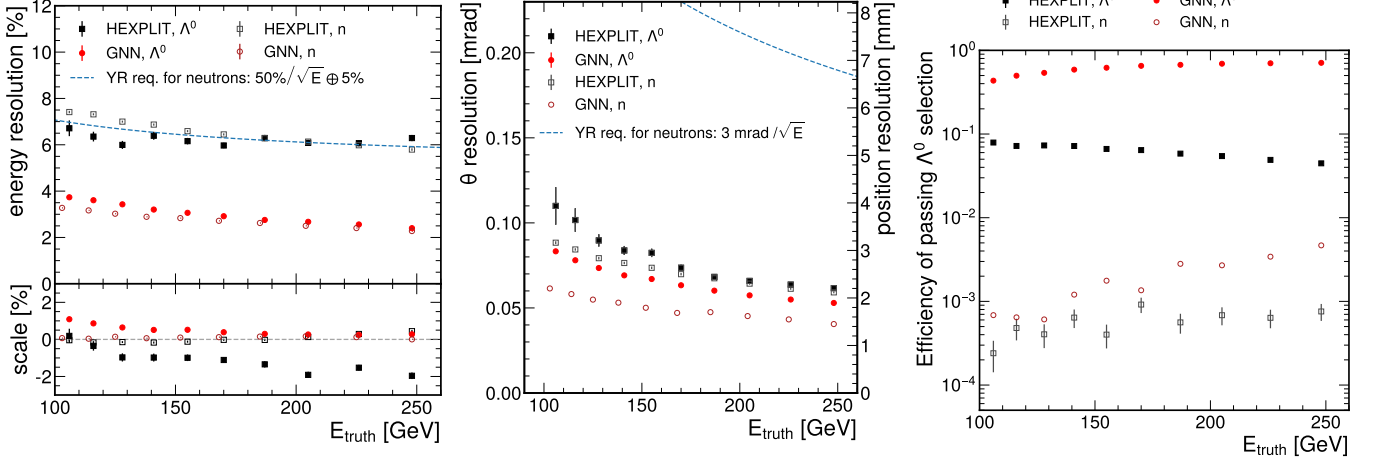 energy resolution [%]
12
10
8
6
4
2
0
HEXPLIT, Λ⁰
HEXPLIT, n
GNN, Λ⁰
GNN, n
YR req. for neutrons: 50%/√E ⊕ 5%
scale [%]
2
0
-2
100
150
200
250
E_truth [GeV]
θ resolution [mrad]
0.20
0.15
0.10
0.05
0.00
HEXPLIT, Λ⁰
GNN, Λ⁰
HEXPLIT, n
GNN, n
YR req. for neutrons: 3 mrad /√E
position resolution [mm]
8
7
6
5
4
3
2
1
0
100
150
200
250
E_truth [GeV]
HEXPLIT, Λ⁰
GNN, Λ⁰
HEXPLIT, n
GNN, n
Efficiency of passing Λ⁰ selection
10⁰
10⁻¹
10⁻²
10⁻³
10⁻⁴
100
150
200
250
E_truth [GeV]